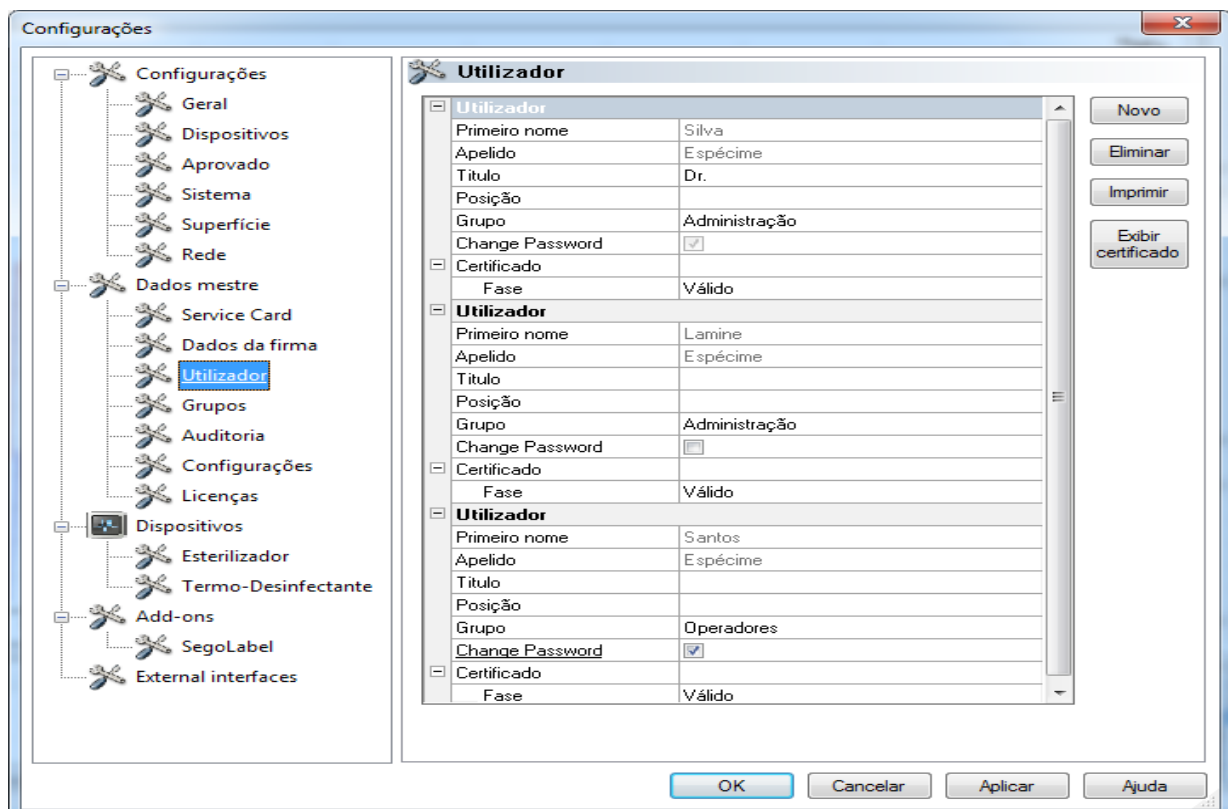 Configurações
Configurações
Geral
Dispositivos
Aprovado
Sistema
Superfície
Rede
Dados mestre
Service Card
Dados da firma
Utilizador
Grupos
Auditoria
Configurações
Licenças
Dispositivos
Esterilizador
Termo-Desinfectante
Add-ons
SegoLabel
External interfaces
Utilizador
Utilizador
Primeiro nome Silva
Apelido Espécime
Titulo Dr.
Posição
Grupo Administração
Change Password
Certificado
Fase Válido
Utilizador
Primeiro nome Lamine
Apelido Espécime
Titulo
Posição
Grupo Administração
Change Password
Certificado
Fase Válido
Utilizador
Primeiro nome Santos
Apelido Espécime
Titulo
Posição
Grupo Operadores
Change Password
Certificado
Fase Válido
Novo
Eliminar
Imprimir
Exibir
certificado
OK Cancelar Aplicar Ajuda